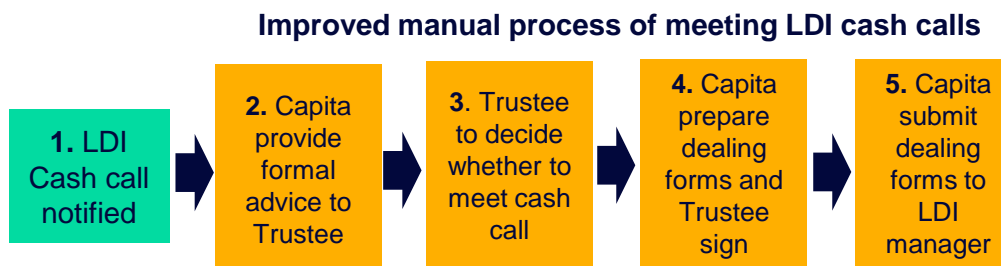 Improved manual process of meeting LDI cash calls
1. LDI
Cash call
notified
2. Capita
provide
formal
advice to
Trustee
3. Trustee
to decide
whether to
meet cash
call
4. Capita
prepare
dealing
forms and
Trustee
sign
5. Capita
submit
dealing
forms to
LDI
manager